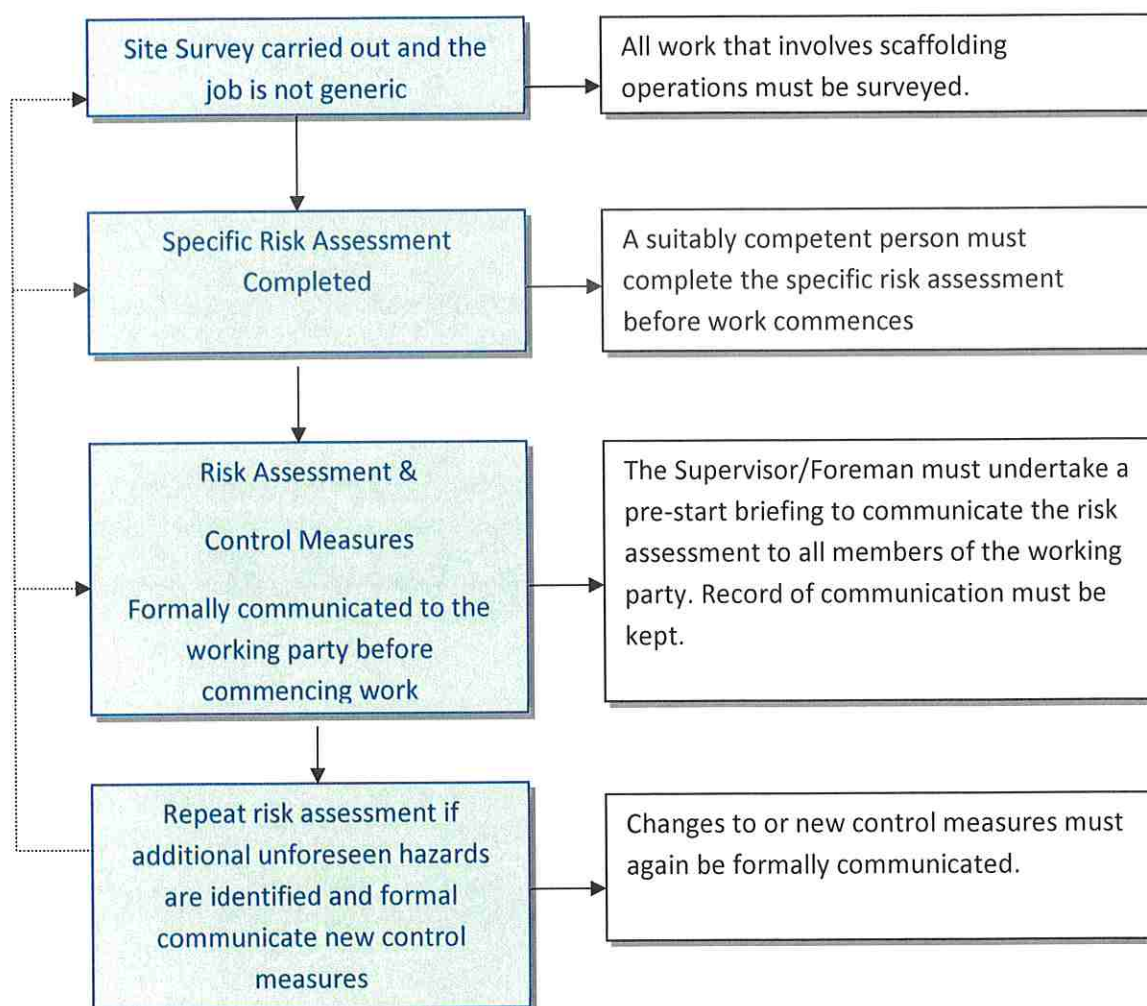 Site Survey carried out and the
job is not generic
All work that involves scaffolding
operations must be surveyed.
Specific Risk Assessment
Completed
A suitably competent person must
complete the specific risk assessment
before work commences
Risk Assessment &
Control Measures
Formally communicated to the
working party before
commencing work
The Supervisor/Foreman must undertake a
pre-start briefing to communicate the risk
assessment to all members of the working
party. Record of communication must be
kept.
Repeat risk assessment if
additional unforeseen hazards
are identified and formal
communicate new control
measures
Changes to or new control measures must
again be formally communicated.